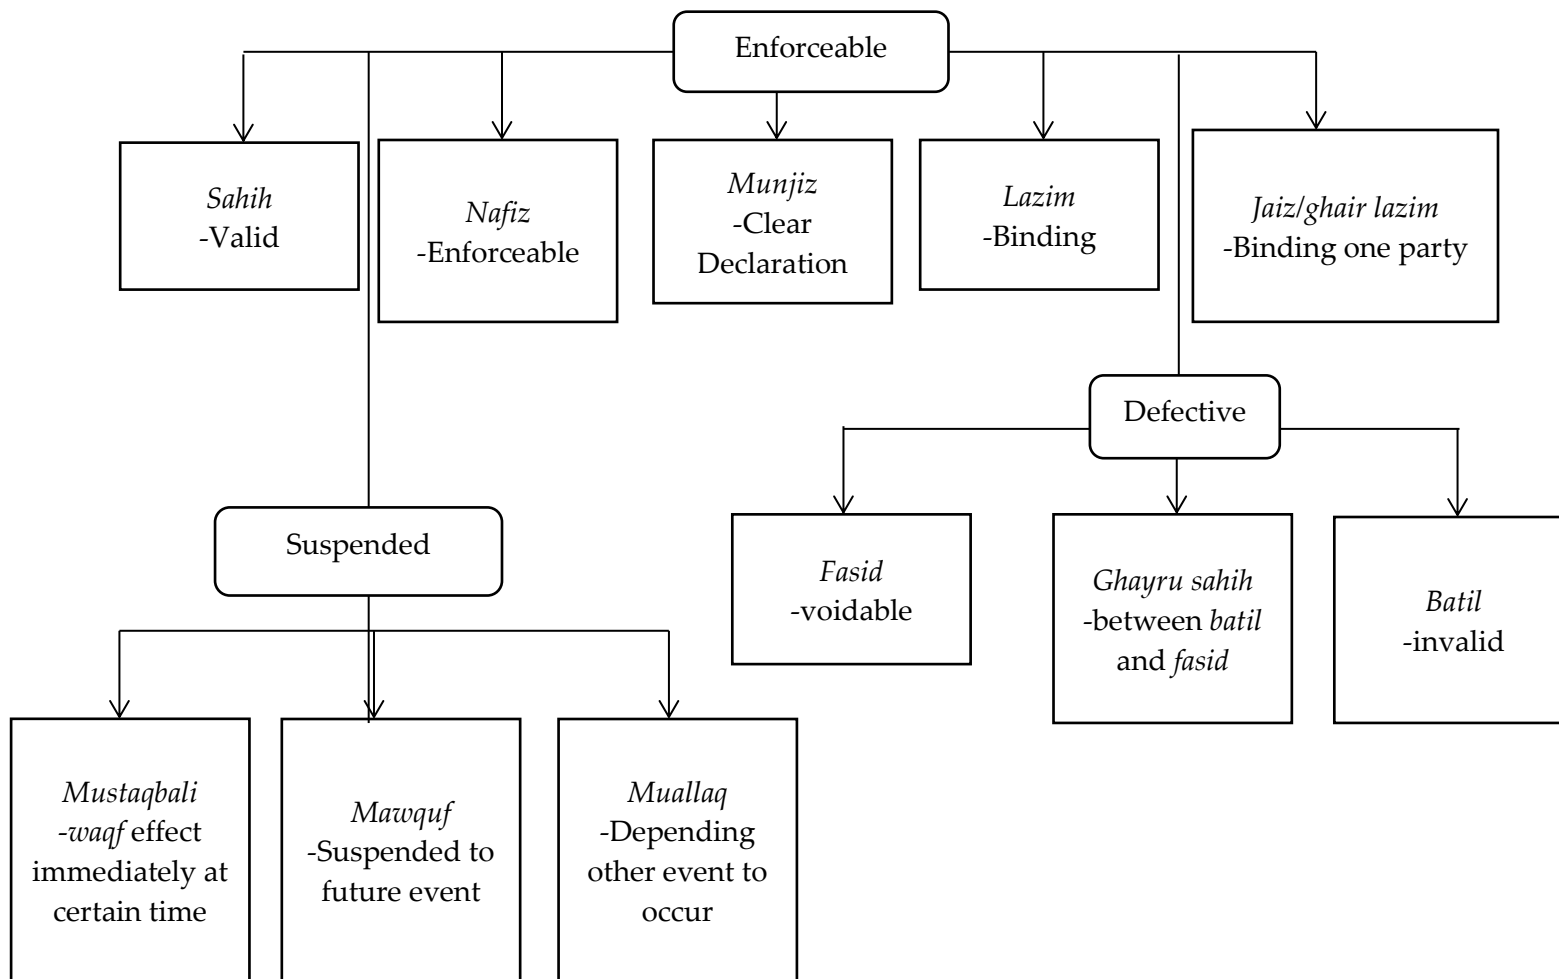 Enforceable
Sahih
-Valid
Nafiz
-Enforceable
Munjiz
-Clear
Declaration
Lazim
-Binding
Jaiz/ghair lazim
-Binding one party
Defective
Suspended
Fasid
-voidable
Ghayru sahih
-between batil
and fasid
Batil
-invalid
Mustaqbali
-waqf effect
immediately at
certain time
Mawquf
-Suspended to
future event
Muallaq
-Depending
other event to
occur